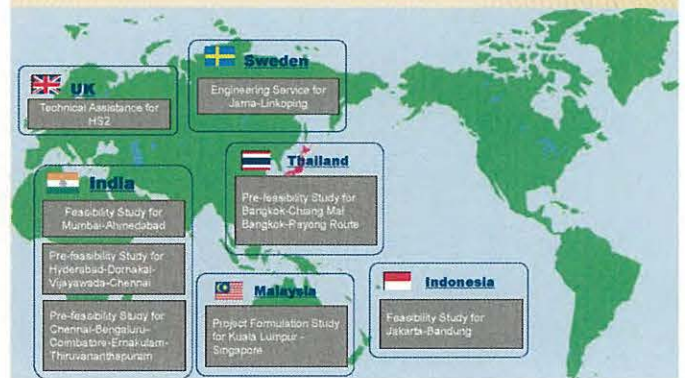 Sweden
Engineering Service for
Jarna-Linkoping
UK
Technical Assistance for
HS2
Thailand
Pre-feasibility Study for
Bangkok-Chiang Mai
Bangkok-Rayong Route
India
Feasibility Study for
Mumbai-Ahmedabad
Pre-feasibility Study for
Hyderabad-Dornakal-
Vijayawada-Chennai
Pre-feasibility Study for
Chennai-Bengaluru-
Coimbatore-Ernakulam-
Thiruvananthapuram
Malaysia
Project Formulation Study
for Kuala Lumpur -
Singapore
Indonesia
Feasibility Study for
Jakarta-Bandung